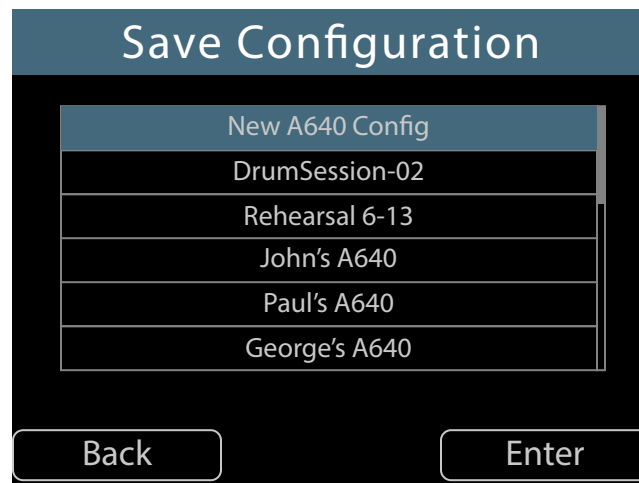 Save Configuration
New A640 Config
DrumSession-02
Rehearsal 6-13
John's A640
Paul's A640
George's A640
Back
Enter